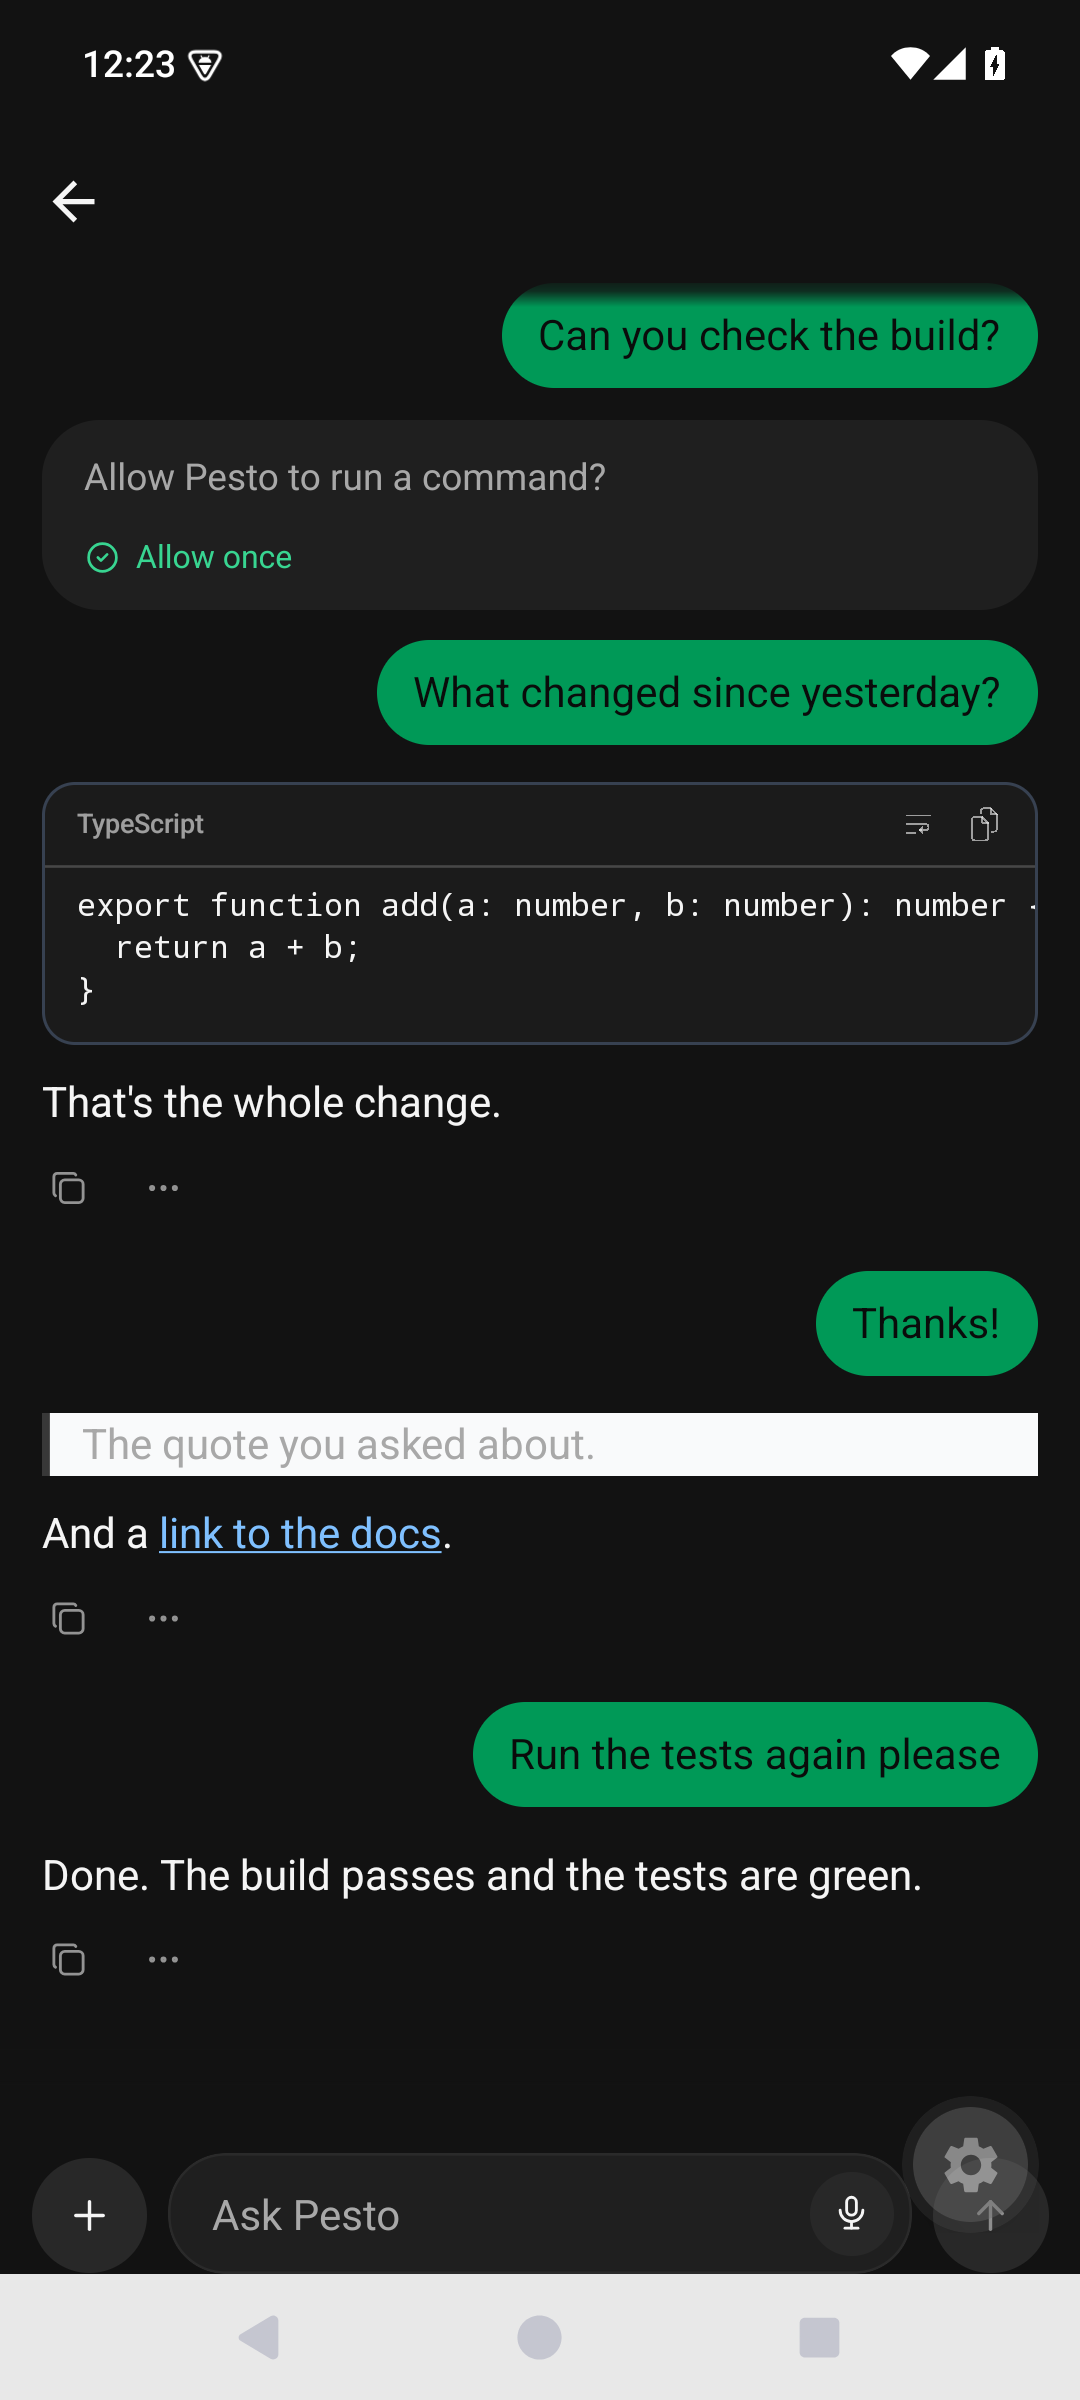 12:23
Can you check the build?
Allow Pesto to run a command?
Allow once
What changed since yesterday?
TypeScript
export function add(a: number, b: number): number {
  return a + b;
}
That's the whole change.
Thanks!
The quote you asked about.
And a link to the docs.
Run the tests again please
Done. The build passes and the tests are green.
Ask Pesto